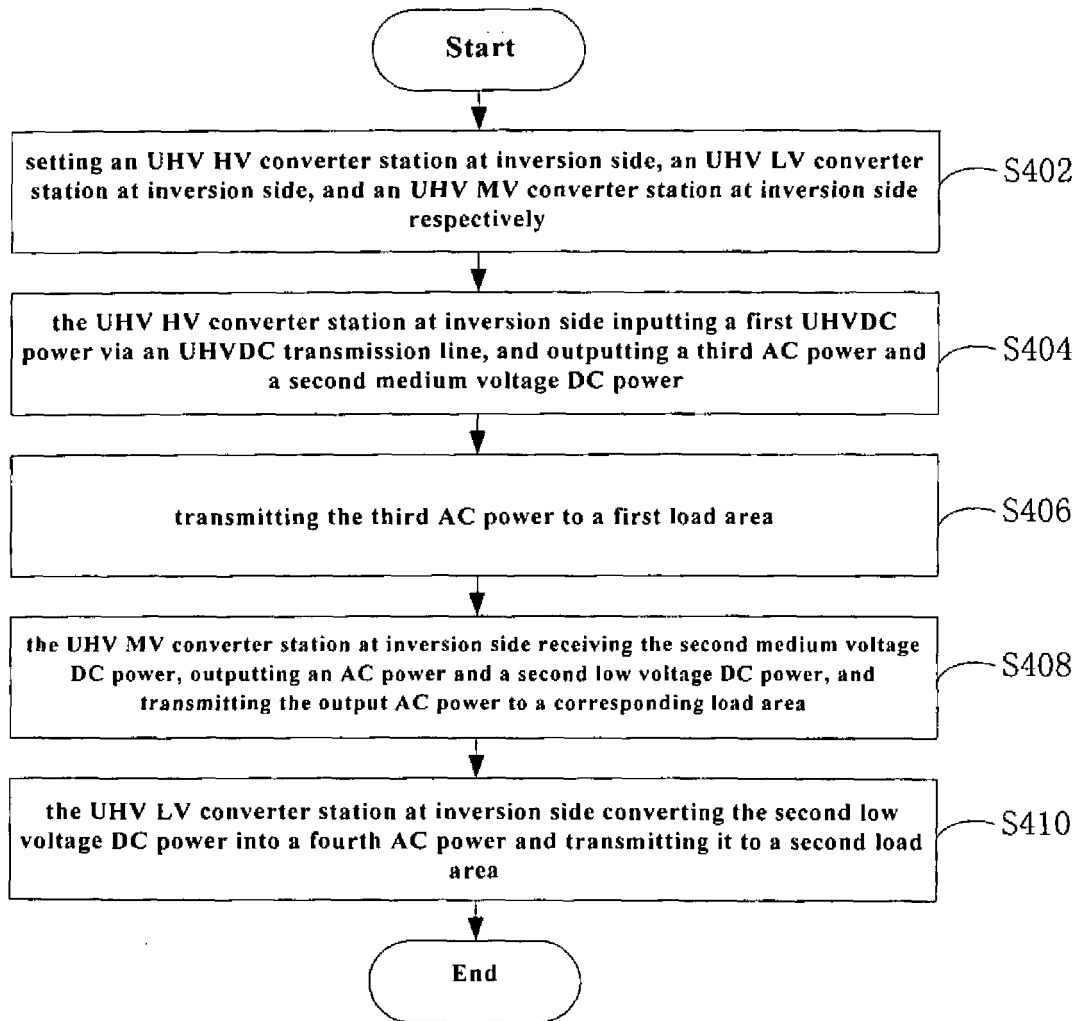 Start
setting an UHV HV converter station at inversion side, an UHV LV converter
station at inversion side, and an UHV MV converter station at inversion side
respectively
S402
the UHV HV converter station at inversion side inputting a first UHVDC
power via an UHVDC transmission line, and outputting a third AC power and
a second medium voltage DC power
S404
transmitting the third AC power to a first load area
S406
the UHV MV converter station at inversion side receiving the second medium voltage
DC power, outputting an AC power and a second low voltage DC power, and
transmitting the output AC power to a corresponding load area
S408
the UHV LV converter station at inversion side converting the second low
voltage DC power into a fourth AC power and transmitting it to a second load
area
S410
End